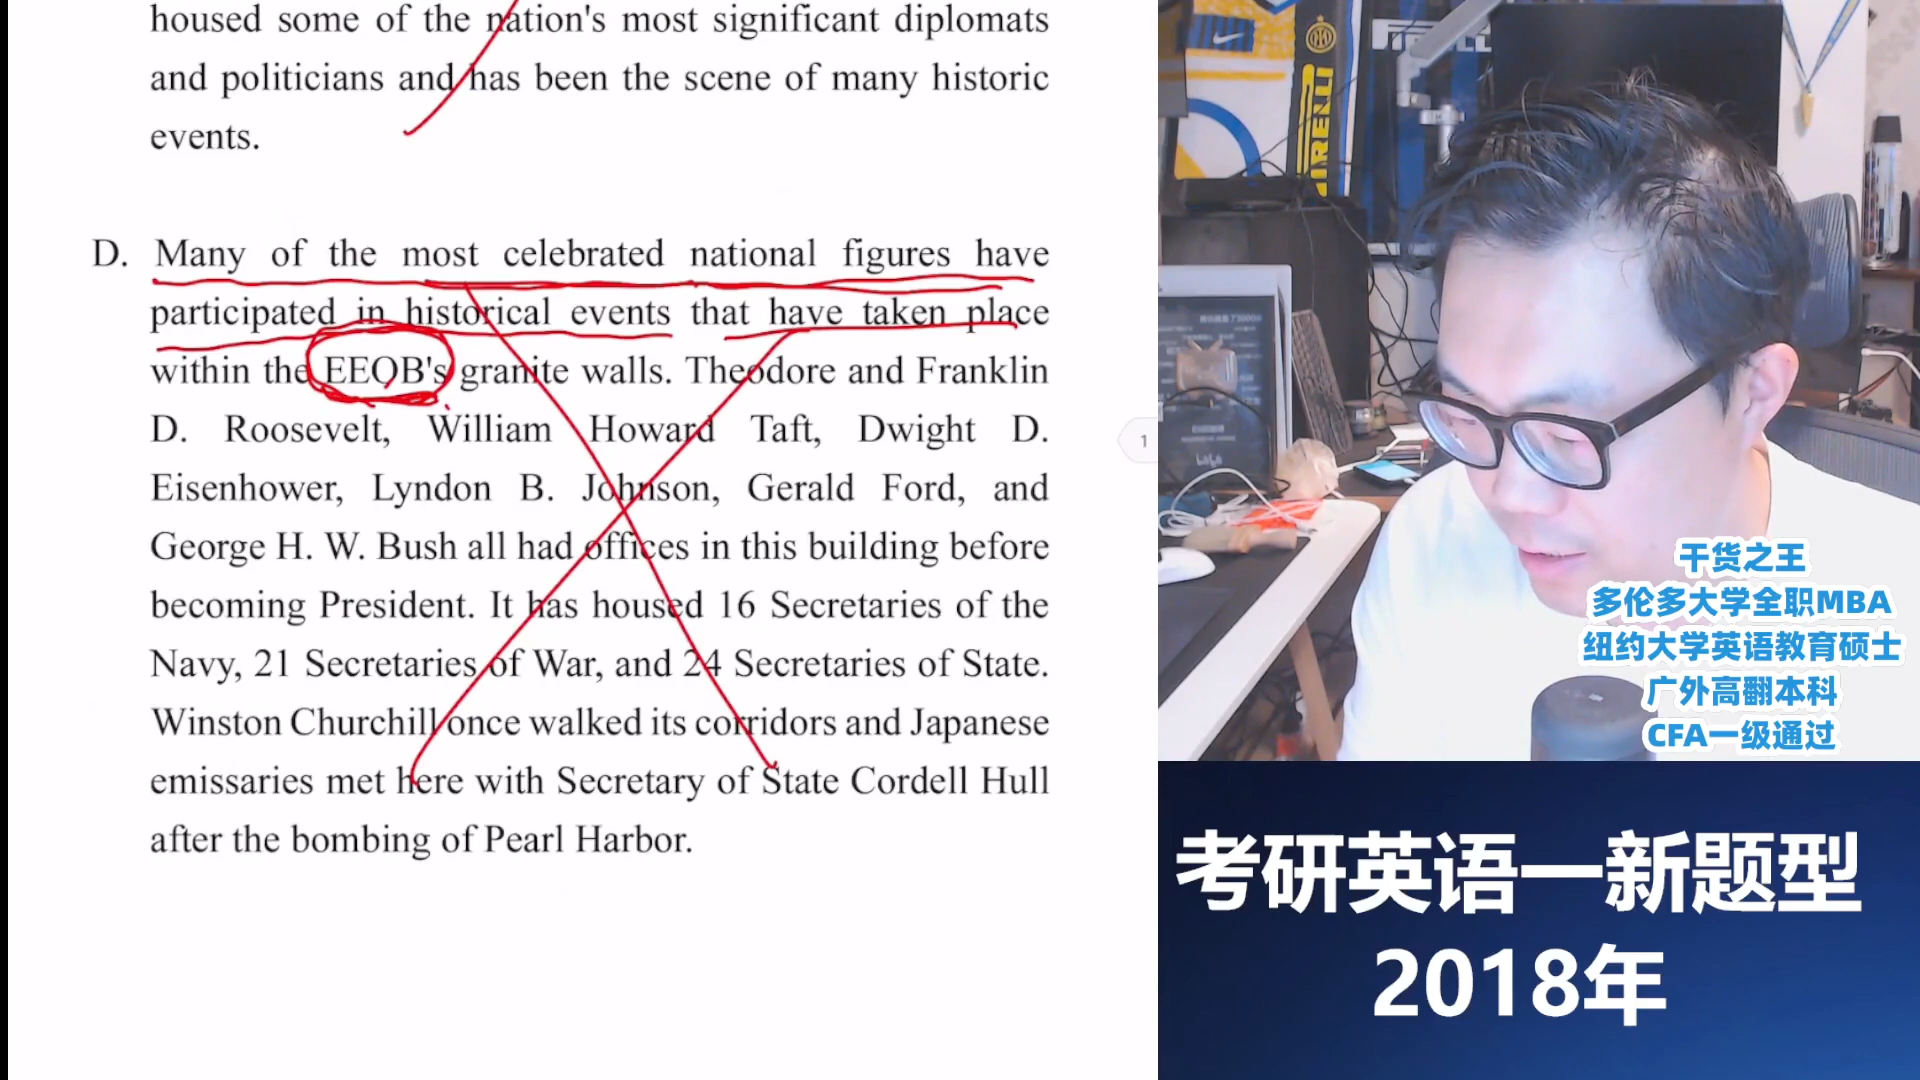 housed some of the nation's most significant diplomats
and politicians and has been the scene of many historic
events.
D. Many of the most celebrated national figures have
participated in historical events that have taken place
within the EEOB's granite walls. Theodore and Franklin
D. Roosevelt, William Howard Taft, Dwight D.
Eisenhower, Lyndon B. Johnson, Gerald Ford, and
George H. W. Bush all had offices in this building before
becoming President. It has housed 16 Secretaries of the
Navy, 21 Secretaries of War, and 24 Secretaries of State.
Winston Churchill once walked its corridors and Japanese
emissaries met here with Secretary of State Cordell Hull
after the bombing of Pearl Harbor.
1
PIRELLI
干货之王
多伦多大学全职MBA
纽约大学英语教育硕士
广外高翻本科
CFA一级通过
考研英语一新题型
2018年